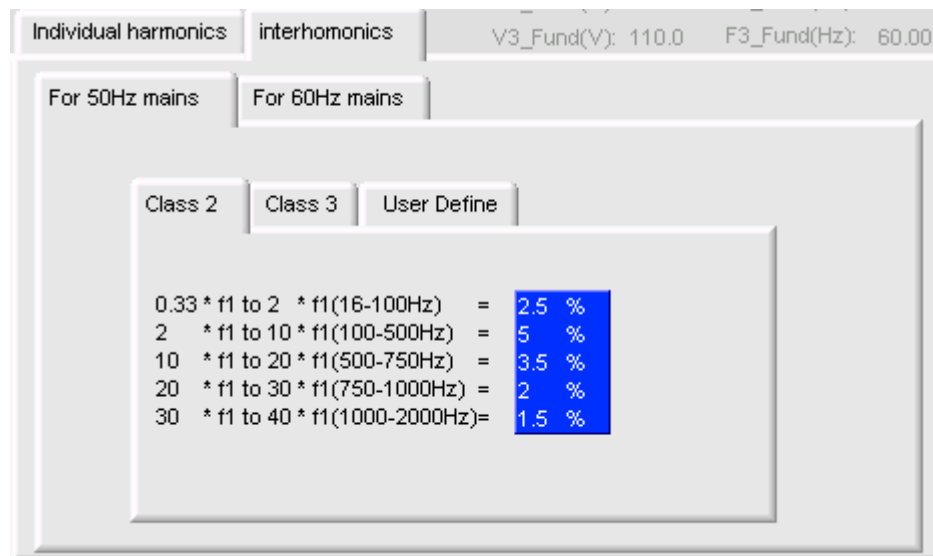 Individual harmonics interhomonics V3_Fund(V): 110.0 F3_Fund(Hz): 60.00
For 50Hz mains For 60Hz mains
Class 2 Class 3 User Define
0.33 * f1 to 2 * f1(16-100Hz) = 2.5 %
2 * f1 to 10 * f1(100-500Hz) = 5 %
10 * f1 to 20 * f1(500-750Hz) = 3.5 %
20 * f1 to 30 * f1(750-1000Hz) = 2 %
30 * f1 to 40 * f1(1000-2000Hz)= 1.5 %